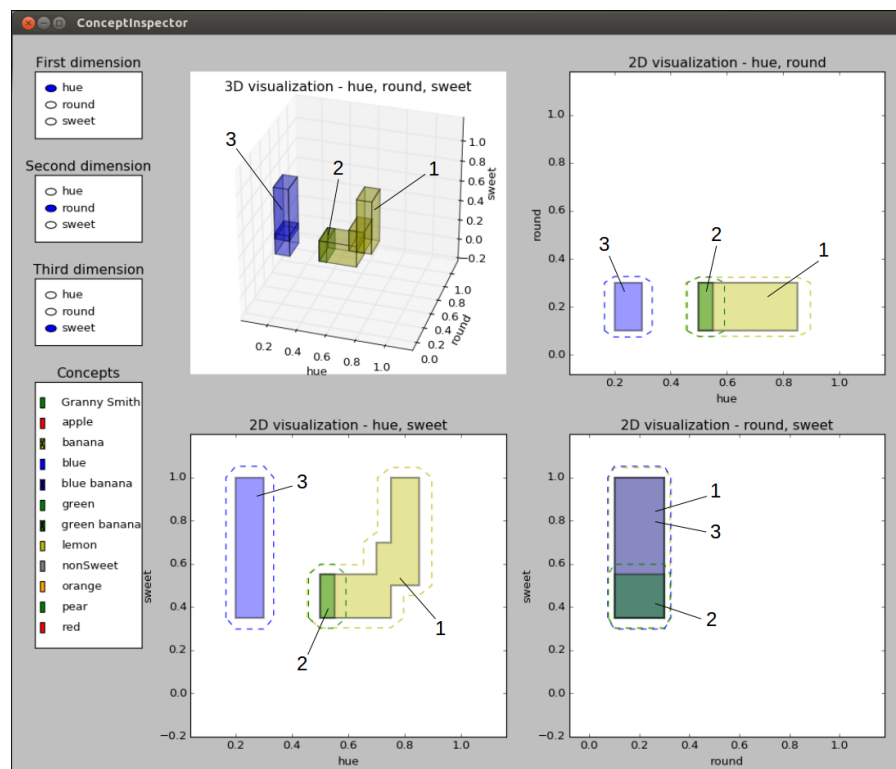 ConceptInspector
First dimension
hue
round
sweet
Second dimension
hue
round
sweet
Third dimension
hue
round
sweet
Concepts
Granny Smith
apple
banana
blue
blue banana
green
green banana
lemon
nonSweet
orange
pear
red
3D visualization - hue, round, sweet
3
2
1
1.0
0.8
0.6
0.4
0.2
0.0
−0.2
sweet
1.0
0.8
0.6
0.4
0.2
0.0
round
0.2 0.4 0.6 0.8 1.0
hue
2D visualization - hue, round
1.0
0.8
0.6
0.4
0.2
0.0
round
3
2
1
0.2 0.4 0.6 0.8 1.0
hue
2D visualization - hue, sweet
1.0
0.8
0.6
0.4
0.2
0.0
−0.2
sweet
3
1
2
0.2 0.4 0.6 0.8 1.0
hue
2D visualization - round, sweet
1.0
0.8
0.6
0.4
0.2
0.0
−0.2
sweet
1
3
2
0.0 0.2 0.4 0.6 0.8 1.0
round